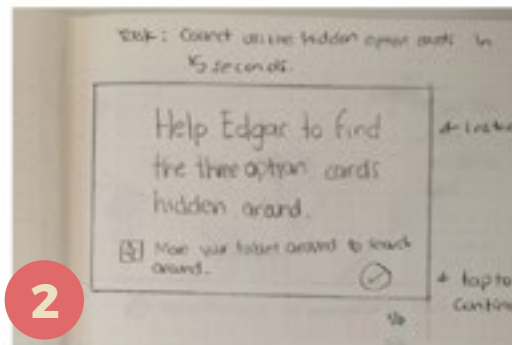 Task: Collect all the hidden option cards in
15 seconds.
Help Edgar to find
the three option cards
hidden around.
Move your tablet around to search
around.
2